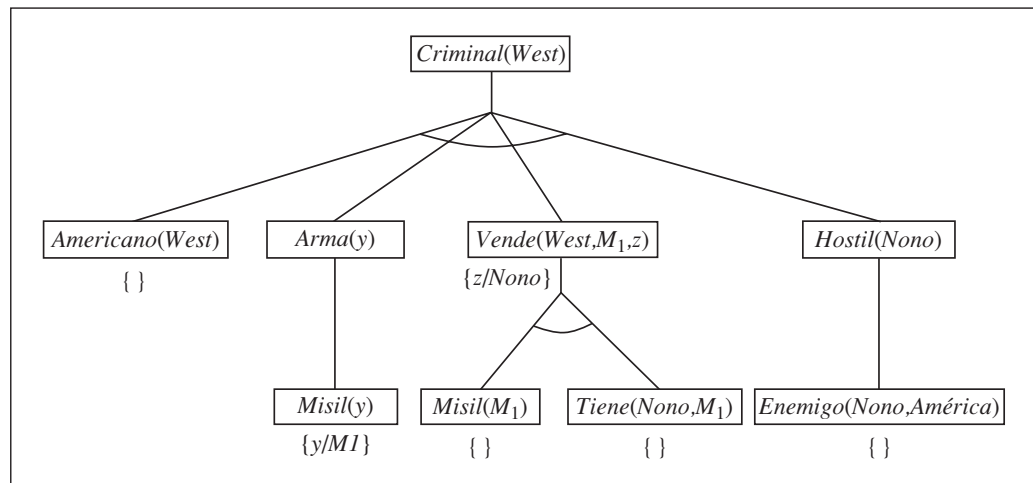 Criminal(West)
Americano(West) Arma(y) Vende(West,M₁,z) Hostil(Nono)
{ } {z/Nono}
Misil(y) Misil(M₁) Tiene(Nono,M₁) Enemigo(Nono,América)
{y/M1} { } { } { }